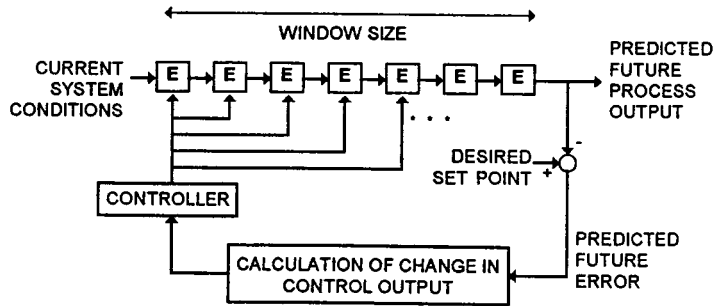 WINDOW SIZE
CURRENT
SYSTEM
CONDITIONS
E E E E E E E
PREDICTED
FUTURE
PROCESS
OUTPUT
. . .
DESIRED
SET POINT
-
+
CONTROLLER
CALCULATION OF CHANGE IN
CONTROL OUTPUT
PREDICTED
FUTURE
ERROR